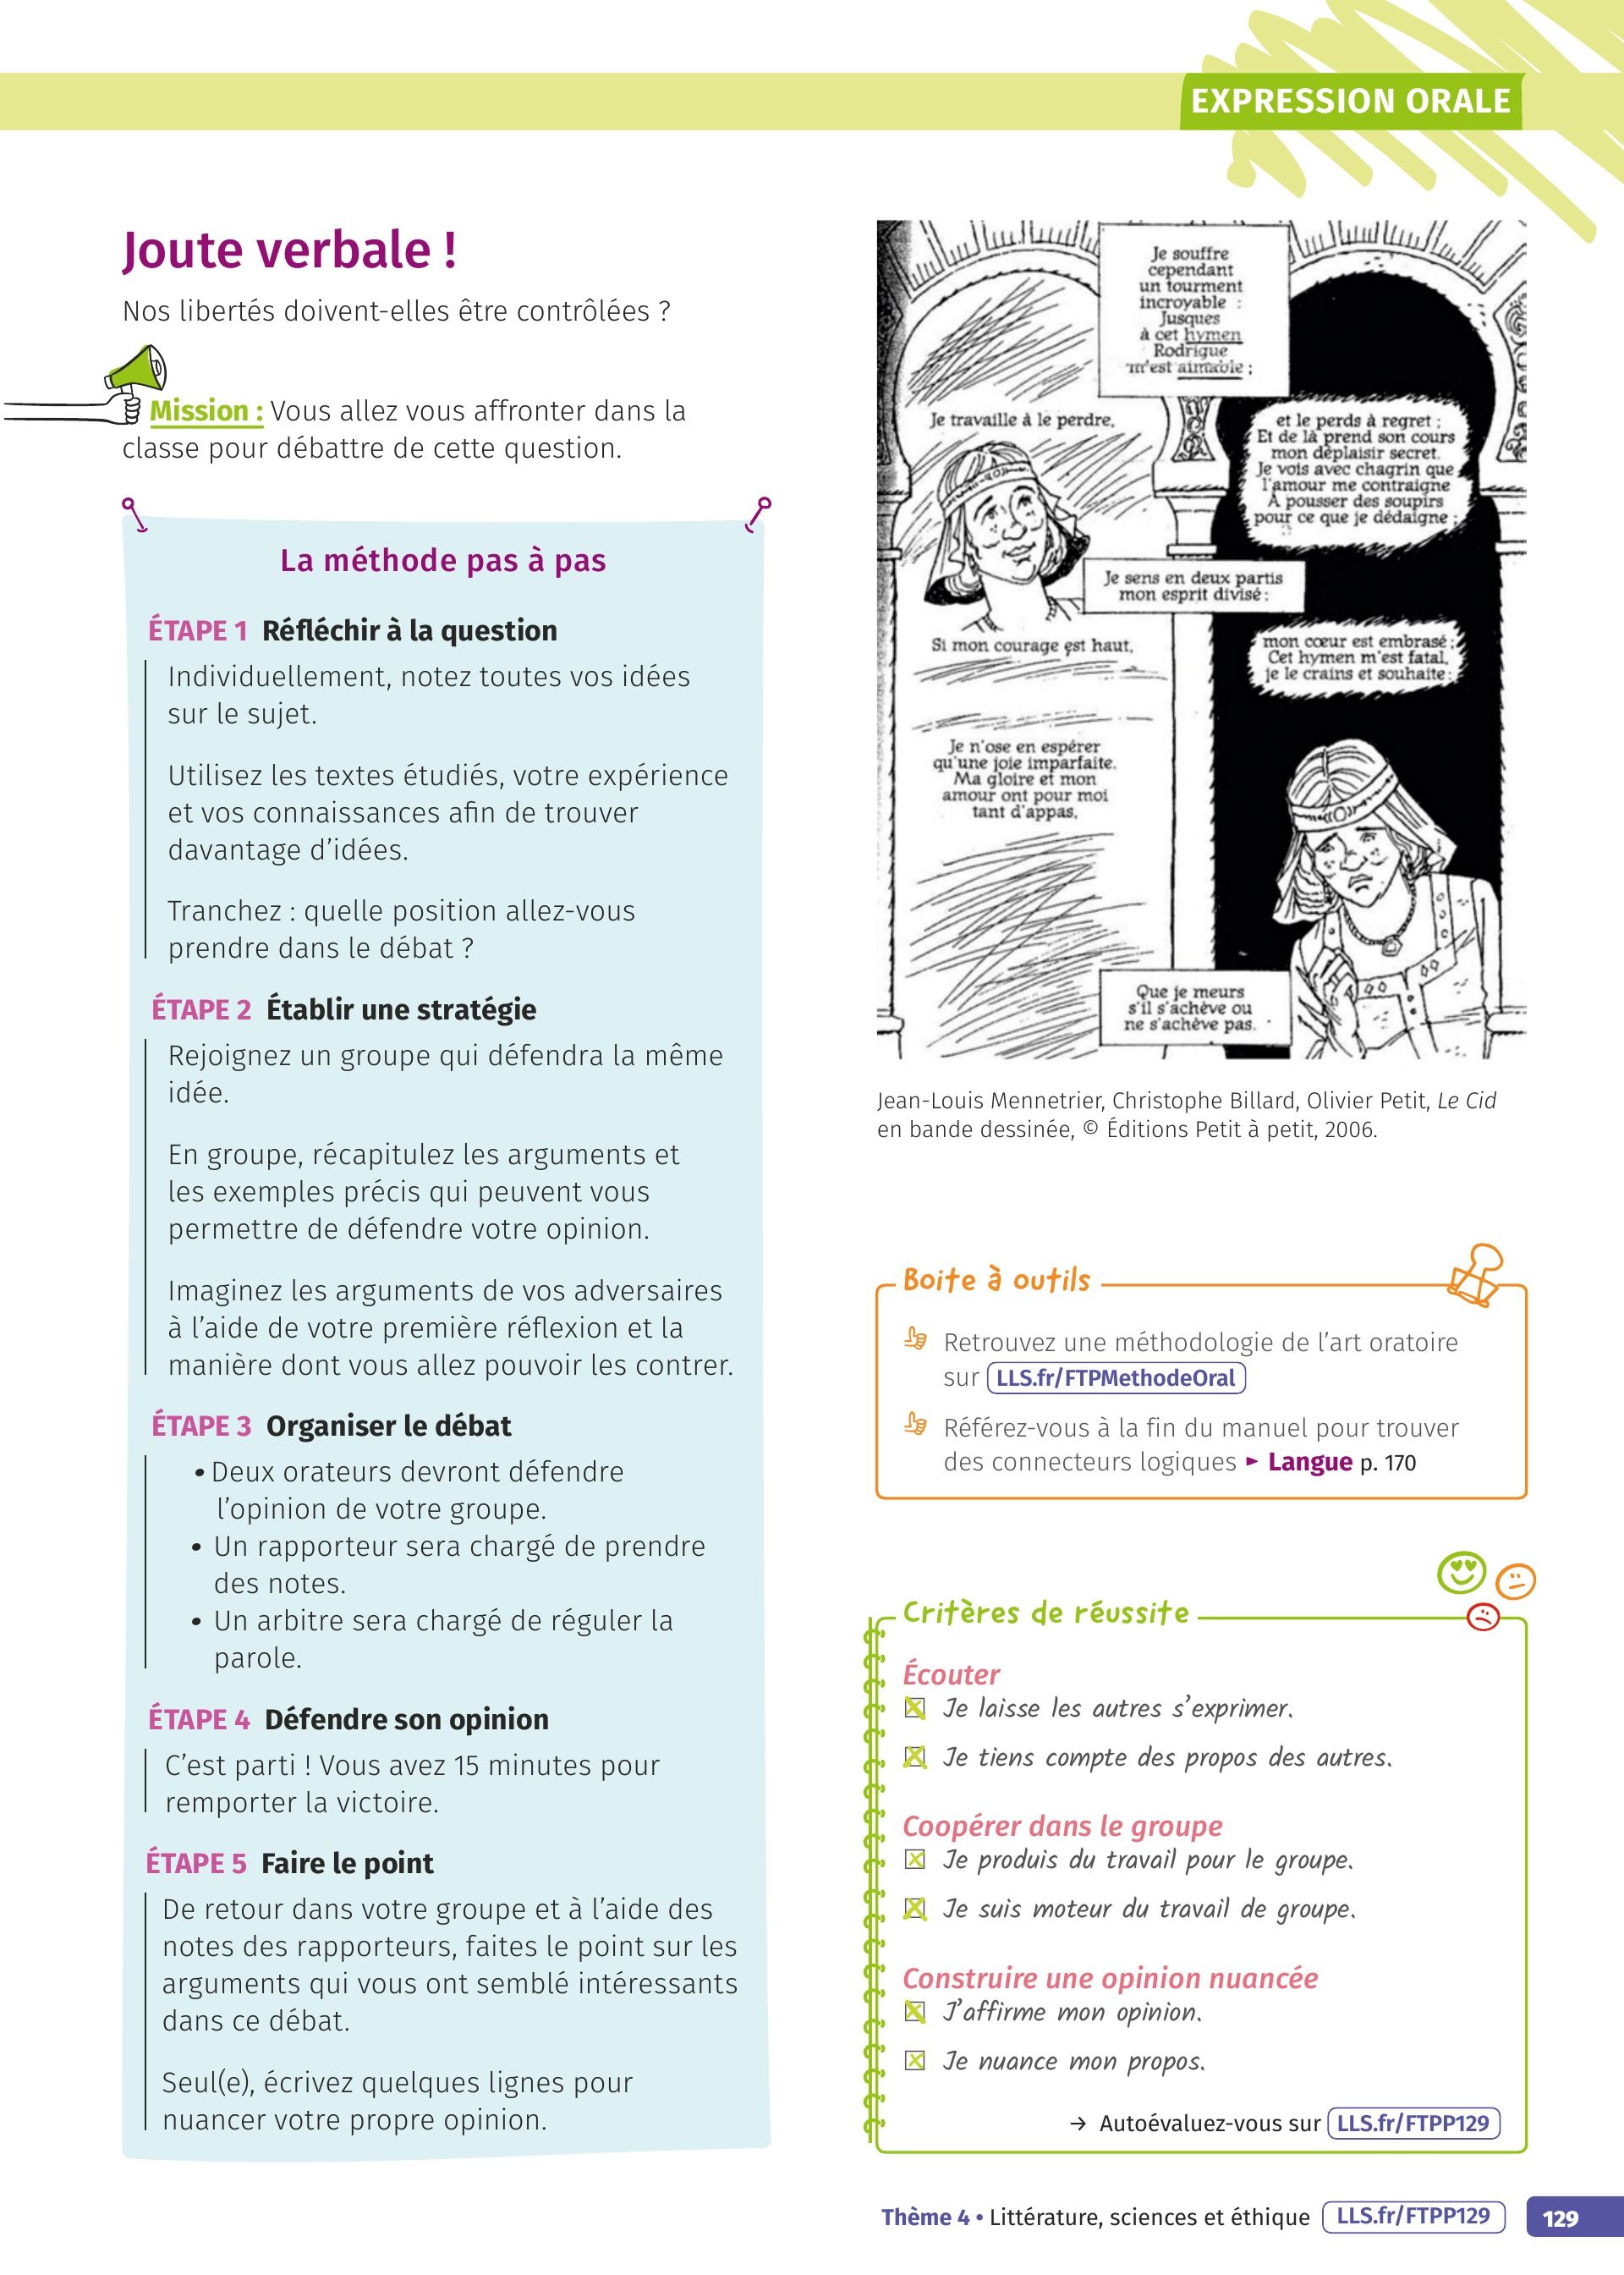 EXPRESSION ORALE
Joute verbale !
Nos libertés doivent-elles être contrôlées ?
Mission : Vous allez vous affronter dans la
classe pour débattre de cette question.
La méthode pas à pas
ÉTAPE 1 Réfléchir à la question
Individuellement, notez toutes vos idées
sur le sujet.
Utilisez les textes étudiés, votre expérience
et vos connaissances afin de trouver
davantage d'idées.
Tranchez : quelle position allez-vous
prendre dans le débat ?
ÉTAPE 2 Établir une stratégie
Rejoignez un groupe qui défendra la même
idée.
En groupe, récapitulez les arguments et
les exemples précis qui peuvent vous
permettre de défendre votre opinion.
Imaginez les arguments de vos adversaires
à l'aide de votre première réflexion et la
manière dont vous allez pouvoir les contrer.
ÉTAPE 3 Organiser le débat
• Deux orateurs devront défendre
l'opinion de votre groupe.
• Un rapporteur sera chargé de prendre
des notes.
• Un arbitre sera chargé de réguler la
parole.
ÉTAPE 4 Défendre son opinion
C'est parti ! Vous avez 15 minutes pour
remporter la victoire.
ÉTAPE 5 Faire le point
De retour dans votre groupe et à l'aide des
notes des rapporteurs, faites le point sur les
arguments qui vous ont semblé intéressants
dans ce débat.
Seul(e), écrivez quelques lignes pour
nuancer votre propre opinion.
Je souffre
cependant
un tourment
incroyable :
Jusques
à cet hymen
Rodrigue
m'est aimable ;
Je travaille à le perdre,
et le perds à regret ;
Et de là prend son cours
mon déplaisir secret.
Je vois avec chagrin que
l'amour me contraigne
À pousser des soupirs
pour ce que je dédaigne ;
Je sens en deux partis
mon esprit divisé :
Si mon courage est haut,
mon cœur est embrasé ;
Cet hymen m'est fatal,
je le crains et souhaite :
Je n'ose en espérer
qu'une joie imparfaite.
Ma gloire et mon
amour ont pour moi
tant d'appas,
Que je meurs
s'il s'achève ou
ne s'achève pas.
Jean-Louis Mennetrier, Christophe Billard, Olivier Petit, Le Cid
en bande dessinée, © Éditions Petit à petit, 2006.
Boite à outils
Retrouvez une méthodologie de l'art oratoire
sur LLS.fr/FTPMethodeOral
Référez-vous à la fin du manuel pour trouver
des connecteurs logiques ► Langue p. 170
Critères de réussite
Écouter
Je laisse les autres s'exprimer.
Je tiens compte des propos des autres.
Coopérer dans le groupe
Je produis du travail pour le groupe.
Je suis moteur du travail de groupe.
Construire une opinion nuancée
J'affirme mon opinion.
Je nuance mon propos.
→ Autoévaluez-vous sur LLS.fr/FTPP129
Thème 4 • Littérature, sciences et éthique LLS.fr/FTPP129 129